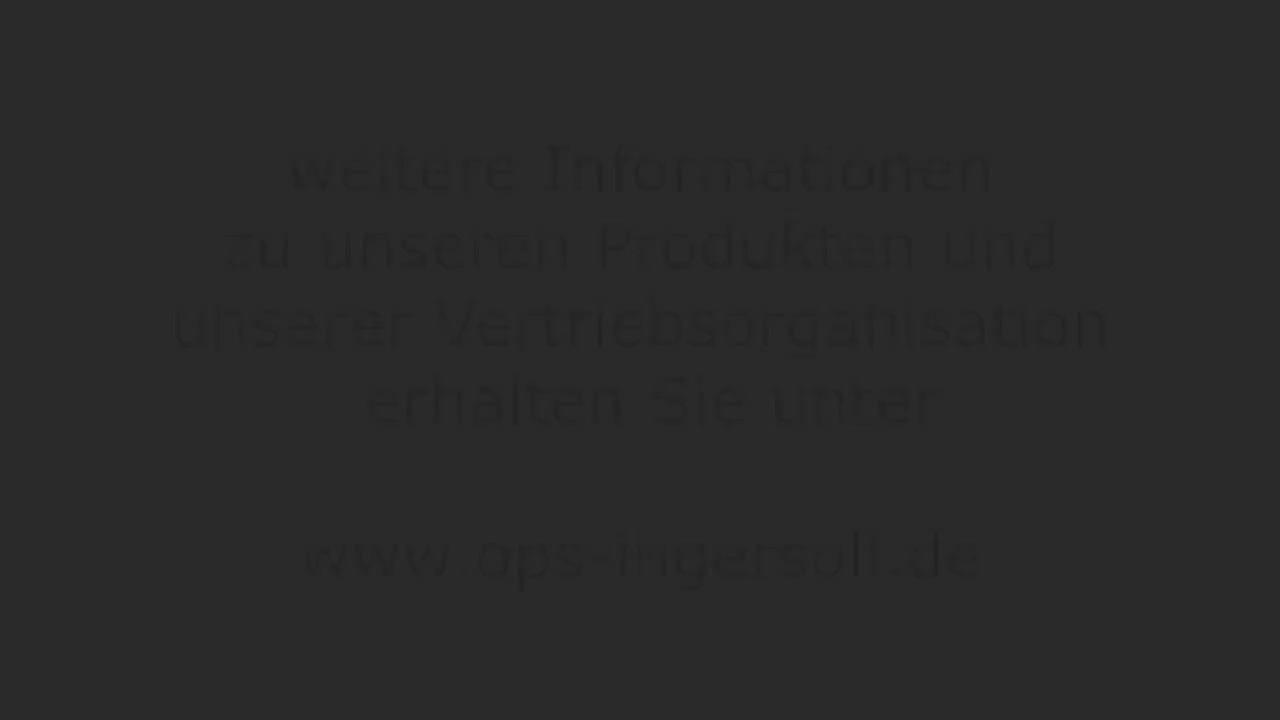 weitere Informationen
zu unseren Produkten und
unserer Vertriebsorganisation
erhalten Sie unter
www.ops-ingersoll.de